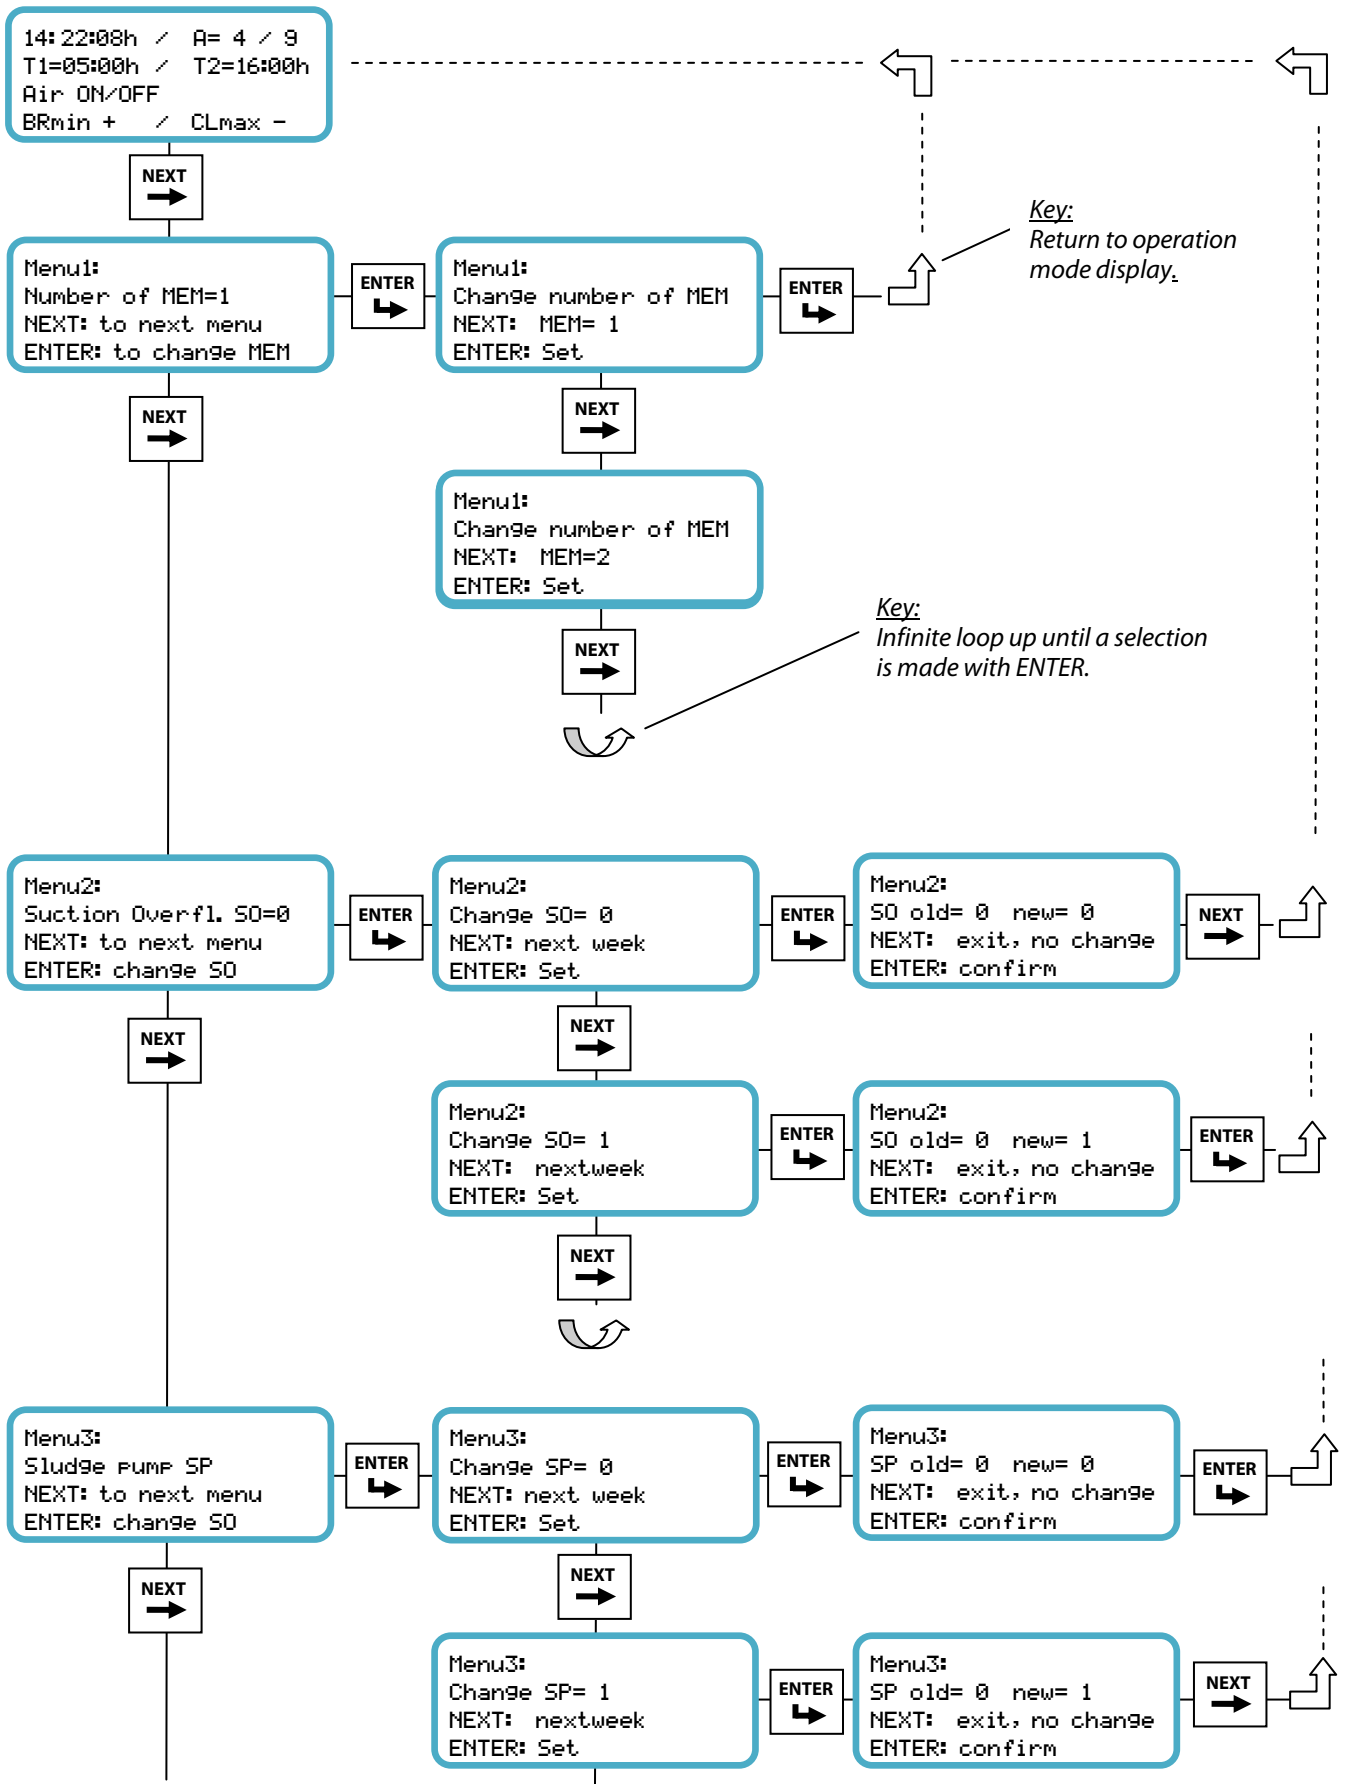 14:22:08h / A= 4 / 9
T1=05:00h / T2=16:00h
Air ON/OFF
BRmin + / CLmax -
NEXT
Key:
Return to operation
mode display.
Menu1:
Number of MEM=1
NEXT: to next menu
ENTER: to change MEM
ENTER
Menu1:
Change number of MEM
NEXT: MEM= 1
ENTER: Set
ENTER
NEXT
NEXT
Menu1:
Change number of MEM
NEXT: MEM=2
ENTER: Set
NEXT
Key:
Infinite loop up until a selection
is made with ENTER.
Menu2:
Suction Overfl. SO=0
NEXT: to next menu
ENTER: change SO
ENTER
Menu2:
Change SO= 0
NEXT: next week
ENTER: Set
ENTER
Menu2:
SO old= 0 new= 0
NEXT: exit, no change
ENTER: confirm
NEXT
NEXT
NEXT
Menu2:
Change SO= 1
NEXT: nextweek
ENTER: Set
ENTER
Menu2:
SO old= 0 new= 1
NEXT: exit, no change
ENTER: confirm
ENTER
NEXT
Menu3:
Sludge pump SP
NEXT: to next menu
ENTER: change SO
ENTER
Menu3:
Change SP= 0
NEXT: next week
ENTER: Set
ENTER
Menu3:
SP old= 0 new= 0
NEXT: exit, no change
ENTER: confirm
ENTER
NEXT
NEXT
Menu3:
Change SP= 1
NEXT: nextweek
ENTER: Set
ENTER
Menu3:
SP old= 0 new= 1
NEXT: exit, no change
ENTER: confirm
NEXT